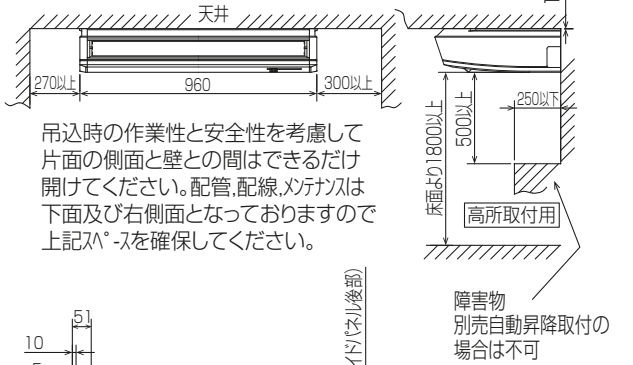 天井
270以上
960
300以上
吊込時の作業性と安全性を考慮して
片面の側面と壁との間はできるだけ
開けてください。配管,配線,ﾒﾝﾃﾅﾝｽは
下面及び右側面となっておりますので
上記ｽﾍﾟｰｽを確保してください。
床面より1800以上
500以上
250以下
高所取付用
障害物
別売自動昇降取付の
場合は不可
51
10
イドパネル後部)